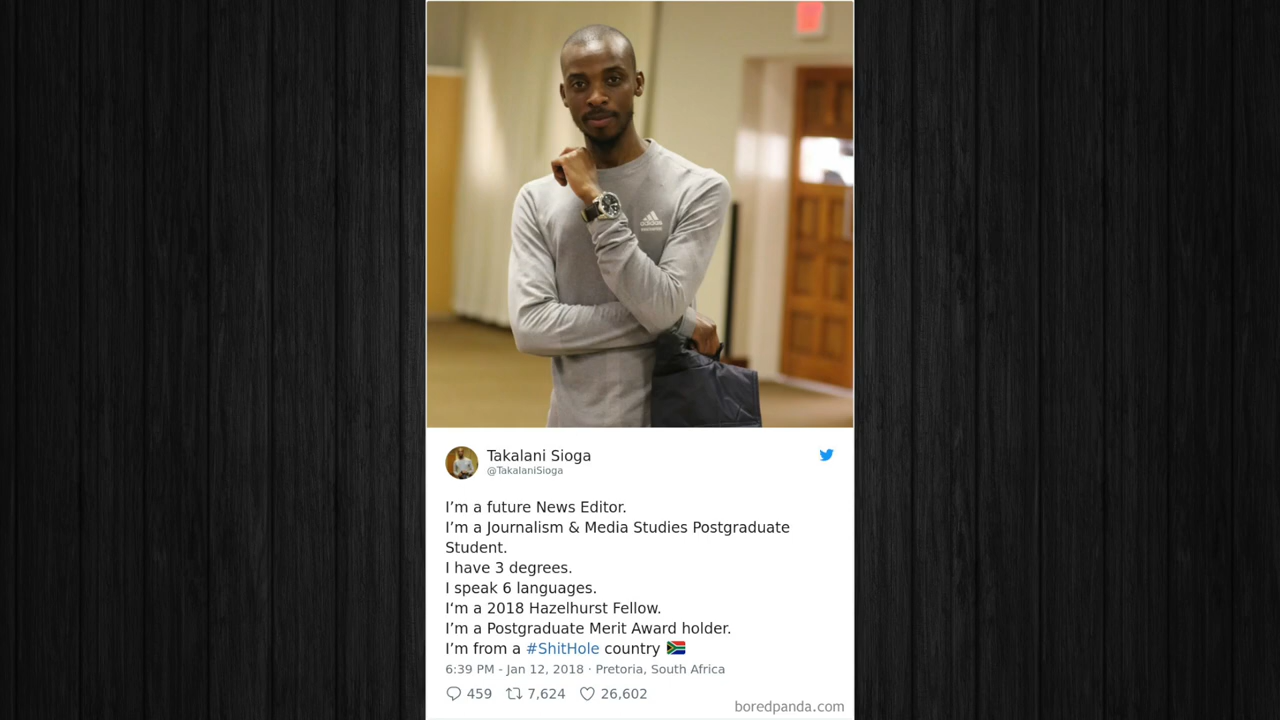 adidas
Takalani Sioga
@TakalaniSioga
I’m a future News Editor.
I’m a Journalism & Media Studies Postgraduate
Student.
I have 3 degrees.
I speak 6 languages.
I‘m a 2018 Hazelhurst Fellow.
I’m a Postgraduate Merit Award holder.
I’m from a #ShitHole country 🇿🇦
6:39 PM - Jan 12, 2018 · Pretoria, South Africa
459 7,624 26,602
boredpanda.com